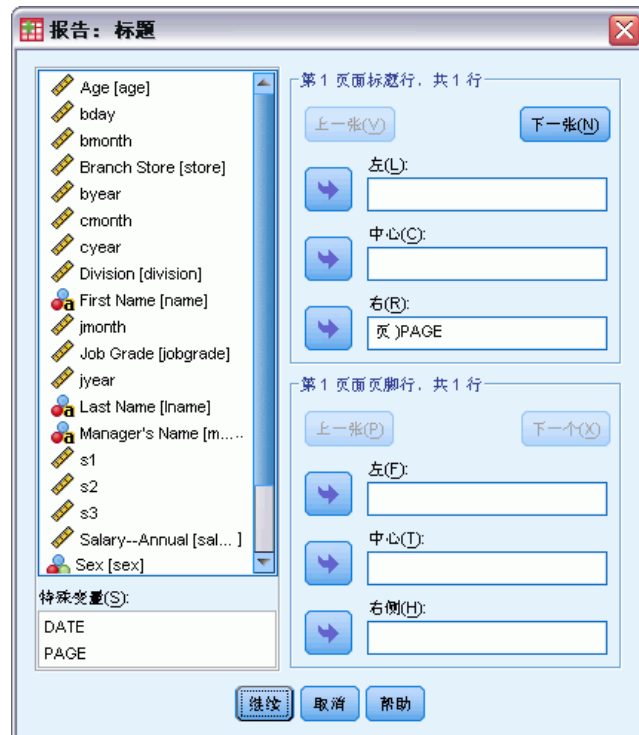 报告: 标题
Age [age]
bday
bmonth
Branch Store [store]
byear
cmonth
cyear
Division [division]
First Name [name]
jmonth
Job Grade [jobgrade]
jyear
Last Name [lname]
Manager's Name [m.....
s1
s2
s3
Salary--Annual [sal... ]
Sex [sex]
特殊变量(S):
DATE
PAGE
第 1 页面标题行, 共 1 行
上一张(V)
下一张(N)
左(L):
中心(C):
右(R):
页 )PAGE
第 1 页面页脚行, 共 1 行
上一张(P)
下一个(X)
左(F):
中心(T):
右侧(H):
继续
取消
帮助